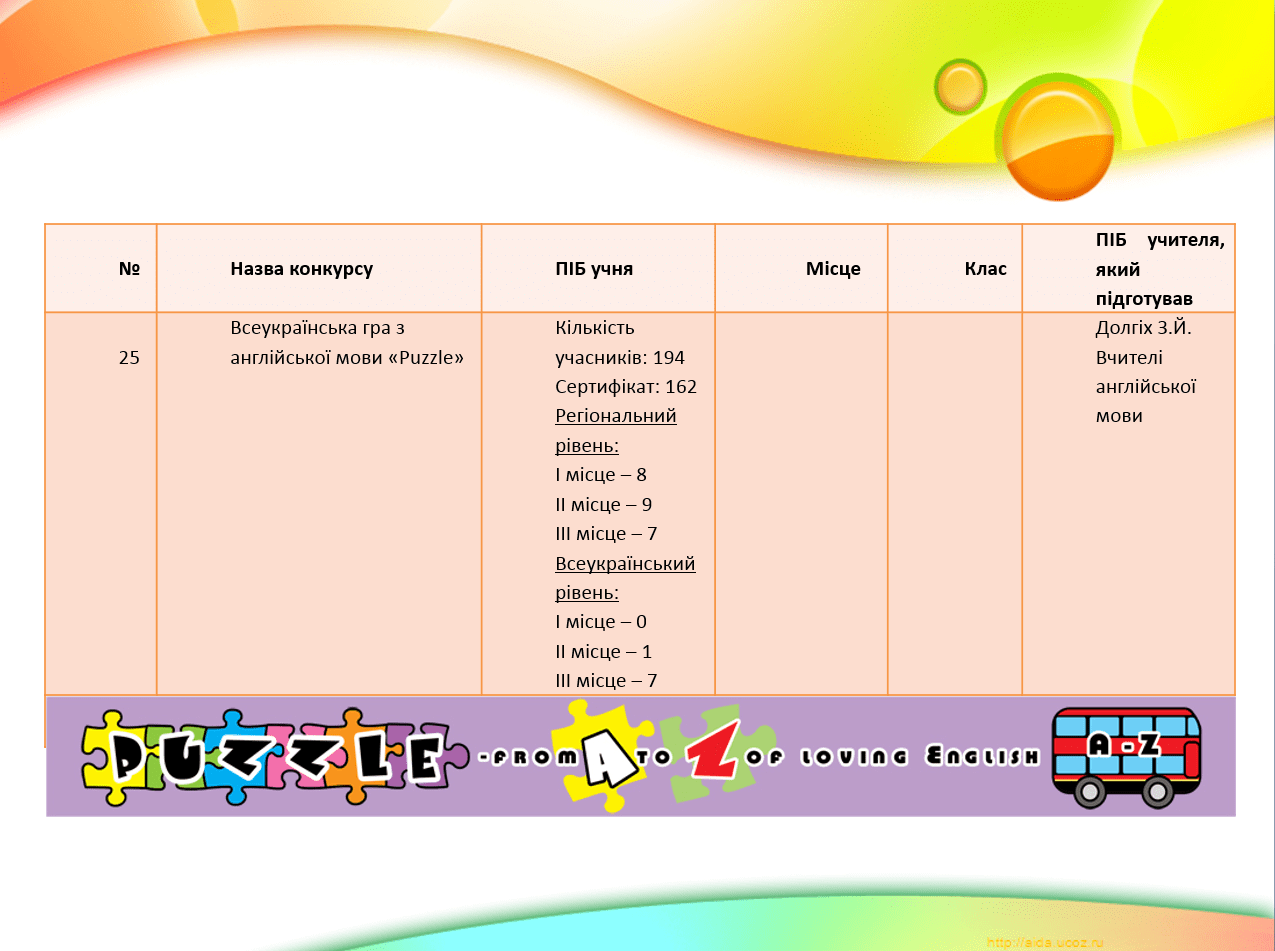 №
Назва конкурсу
ПІБ учня
Місце
Клас
ПІБ учителя,
який
підготував
25
Всеукраїнська гра з
англійської мови «Puzzle»
Кількість
учасників: 194
Сертифікат: 162
Регіональний
рівень:
І місце – 8
ІІ місце – 9
ІІІ місце – 7
Всеукраїнський
рівень:
І місце – 0
ІІ місце – 1
ІІІ місце – 7
Долгіх З.Й.
Вчителі
англійської
мови
PUZZLE -FROM A TO Z OF LOVING ENGLISH A-Z
http://aida.ucoz.ru